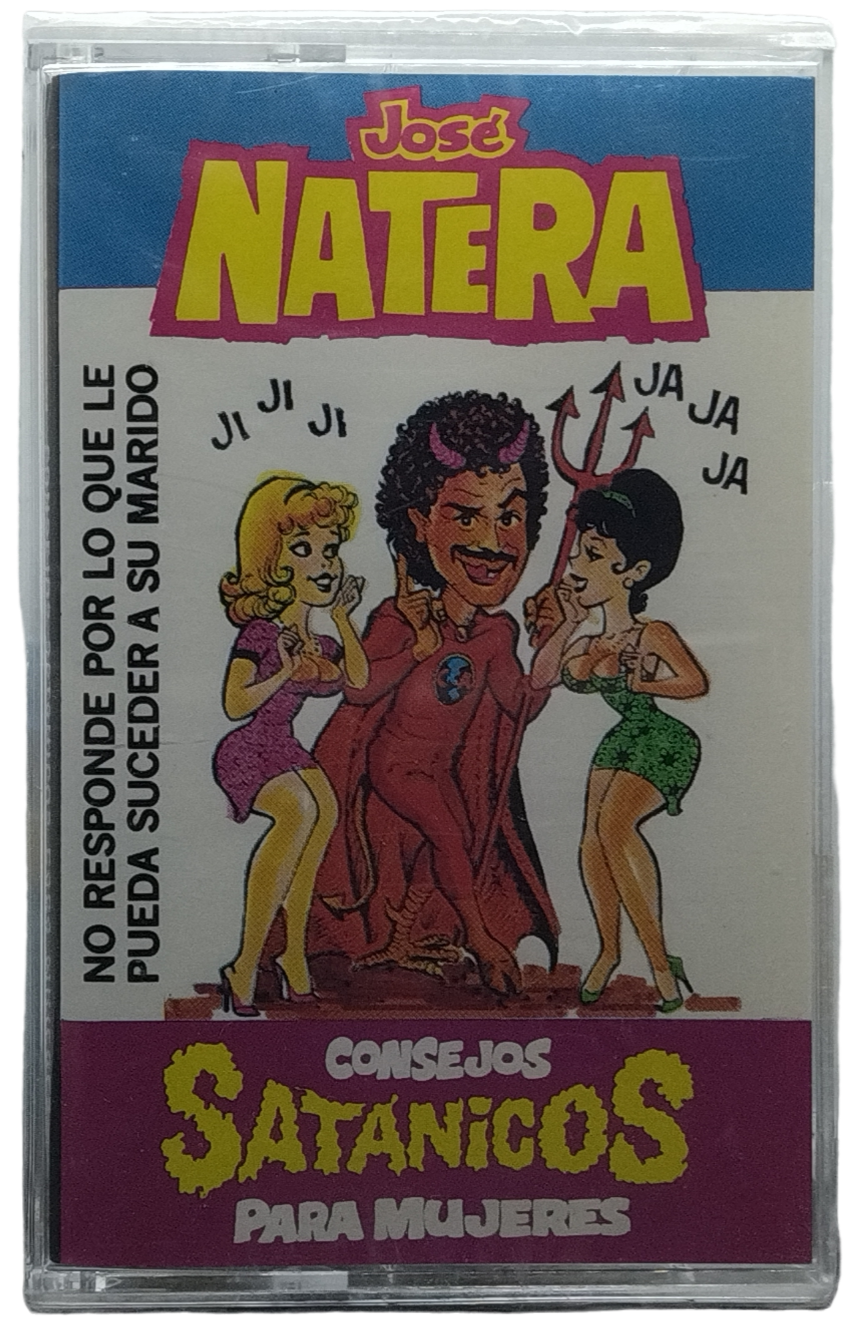 José
NATERA
NO RESPONDE POR LO QUE LE
PUEDA SUCEDER A SU MARIDO
JI JI JI
JA JA JA
CONSEJOS
SATÁNICOS
PARA MUJERES